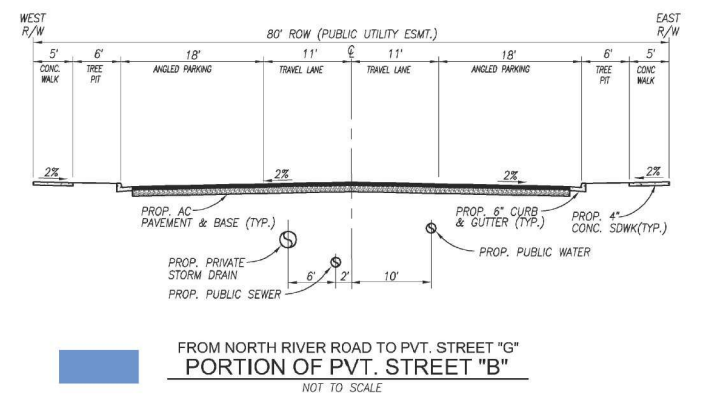 WEST
R/W
EAST
R/W
80' ROW (PUBLIC UTILITY ESMT.)
5' 6' 18' 11' ℄ 11' 18' 6' 5'
CONC.
WALK
TREE
PIT
ANGLED PARKING
TRAVEL LANE
TRAVEL LANE
ANGLED PARKING
TREE
PIT
CONC
WALK
2% 2% 2% 2%
PROP. AC
PAVEMENT & BASE (TYP.)
PROP. 6" CURB
& GUTTER (TYP.)
PROP. 4"
CONC. SDWK(TYP.)
PROP. PRIVATE
STORM DRAIN
PROP. PUBLIC WATER
6' 2' 10'
PROP. PUBLIC SEWER
FROM NORTH RIVER ROAD TO PVT. STREET "G"
PORTION OF PVT. STREET "B"
NOT TO SCALE